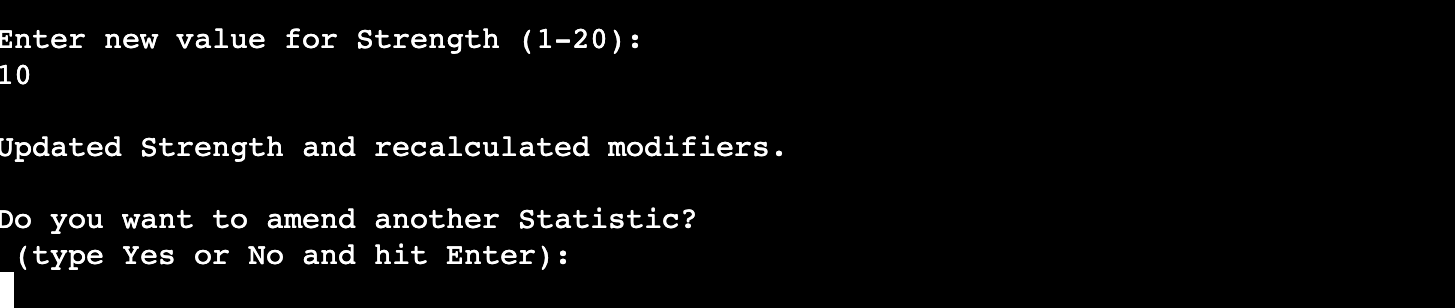 Enter new value for Strength (1-20):
10
Updated Strength and recalculated modifiers.
Do you want to amend another Statistic?
(type Yes or No and hit Enter):